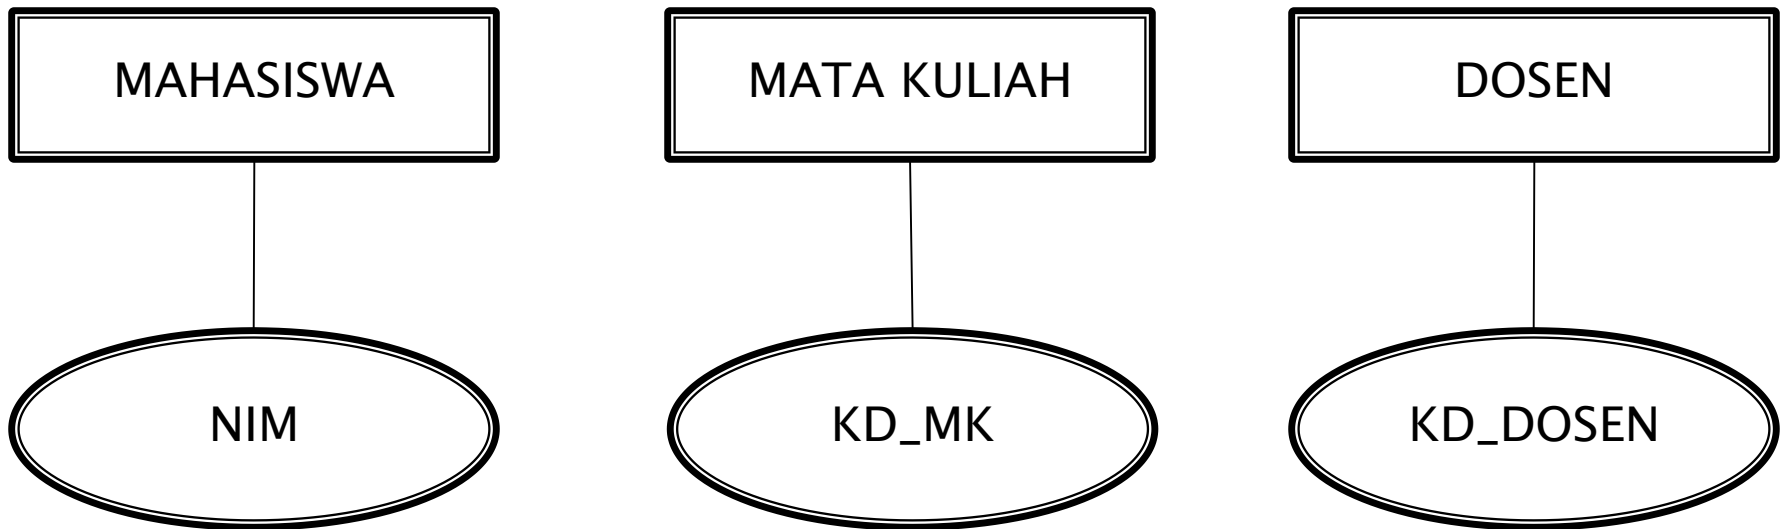 MAHASISWA
MATA KULIAH
DOSEN
NIM
KD_MK
KD_DOSEN